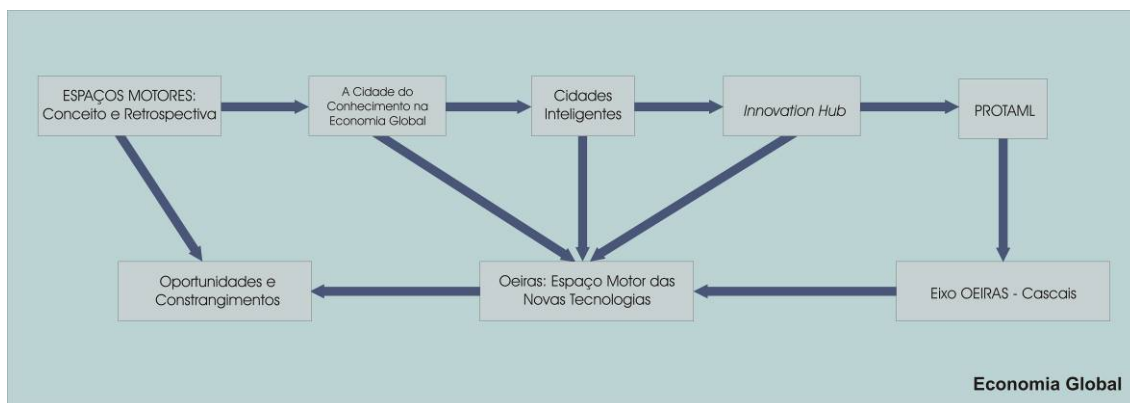 ESPAÇOS MOTORES:
Conceito e Retrospectiva
A Cidade do
Conhecimento na
Economia Global
Cidades
Inteligentes
Innovation Hub
PROTAML
Oportunidades e
Constrangimentos
Oeiras: Espaço Motor das
Novas Tecnologias
Eixo OEIRAS - Cascais
Economia Global